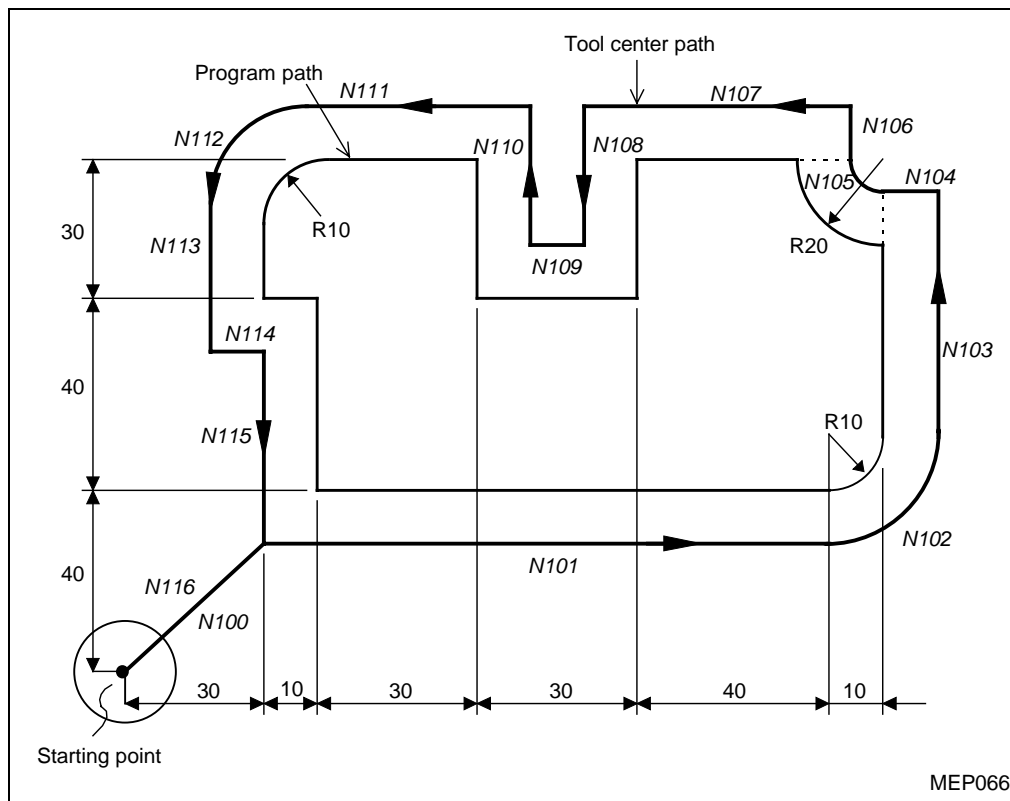 Tool center path
Program path
N111
N107
N112
N110
N108
N106
N105
N104
30
R10
R20
N113
N109
N114
N103
40
N115
R10
N102
N101
40
N116
N100
30
10
30
30
40
10
Starting point
MEP066